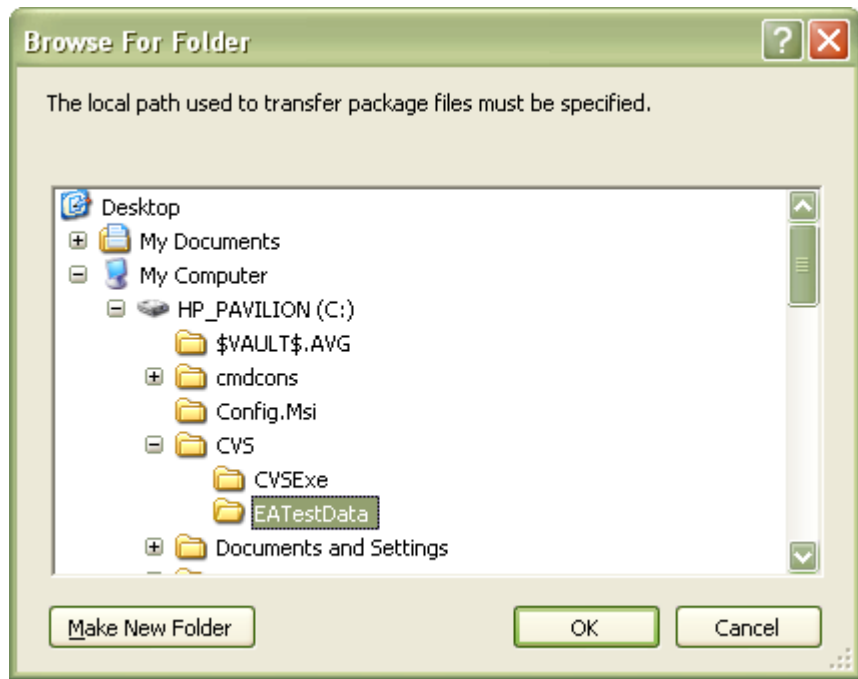 Browse For Folder
The local path used to transfer package files must be specified.
Desktop
My Documents
My Computer
HP_PAVILION (C:)
$VAULT$.AVG
cmdcons
Config.Msi
CVS
CVSExe
EATestData
Documents and Settings
Make New Folder
OK
Cancel